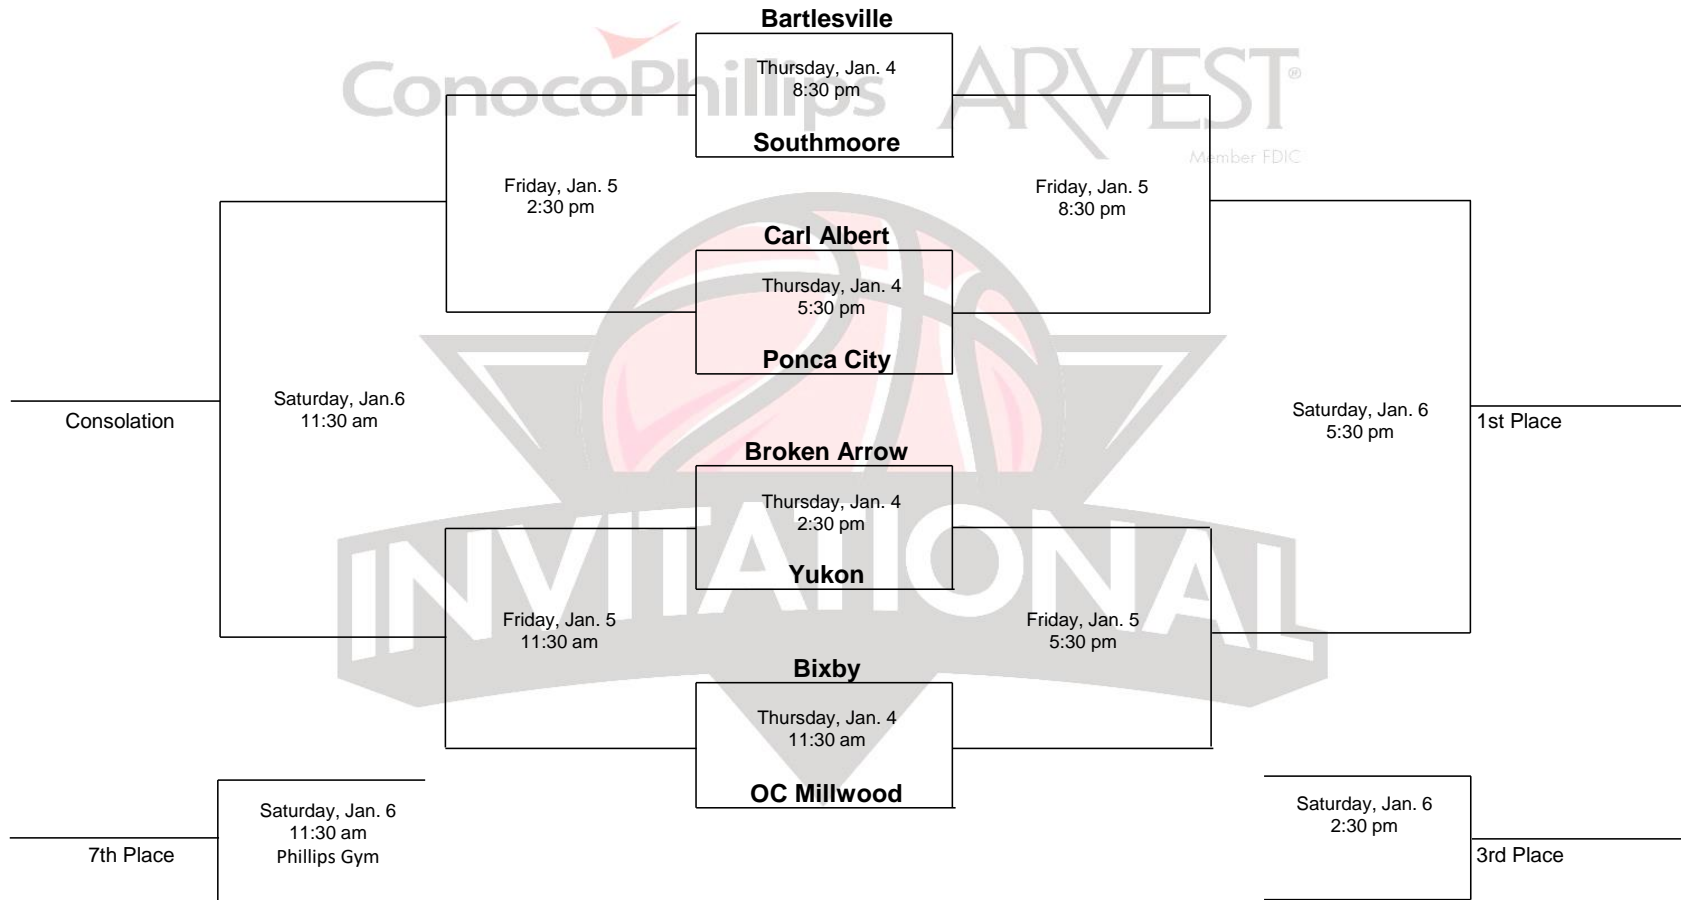 Bartlesville
ConocoPhillips
ARVEST®
Member FDIC
Thursday, Jan. 4
8:30 pm
Southmoore
Friday, Jan. 5
2:30 pm
Friday, Jan. 5
8:30 pm
Carl Albert
Thursday, Jan. 4
5:30 pm
Ponca City
Saturday, Jan.6
11:30 am
Consolation
Saturday, Jan. 6
5:30 pm
1st Place
Broken Arrow
Thursday, Jan. 4
2:30 pm
Yukon
INVITATIONAL
Friday, Jan. 5
11:30 am
Friday, Jan. 5
5:30 pm
Bixby
Thursday, Jan. 4
11:30 am
OC Millwood
Saturday, Jan. 6
11:30 am
Phillips Gym
7th Place
Saturday, Jan. 6
2:30 pm
3rd Place